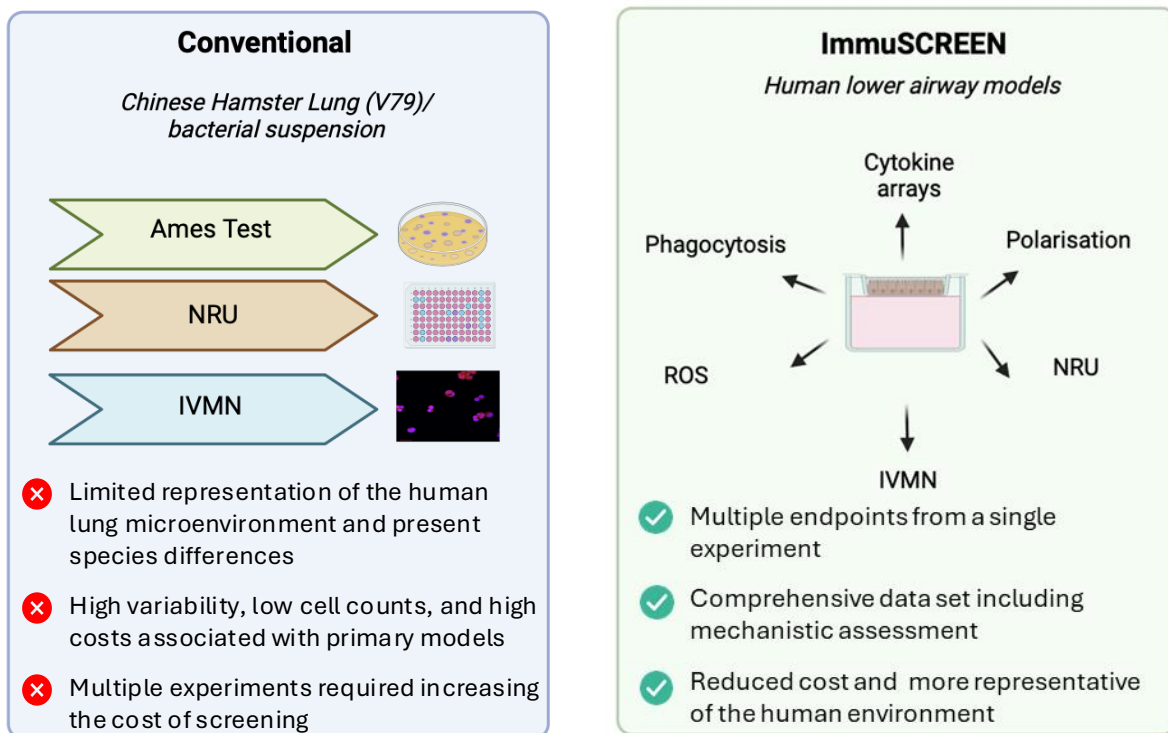 Conventional
Chinese Hamster Lung (V79)/
bacterial suspension
Ames Test
NRU
IVMN
Limited representation of the human
lung microenvironment and present
species differences
High variability, low cell counts, and high
costs associated with primary models
Multiple experiments required increasing
the cost of screening
ImmuSCREEN
Human lower airway models
Cytokine
arrays
Phagocytosis
Polarisation
ROS
NRU
IVMN
Multiple endpoints from a single
experiment
Comprehensive data set including
mechanistic assessment
Reduced cost and more representative
of the human environment